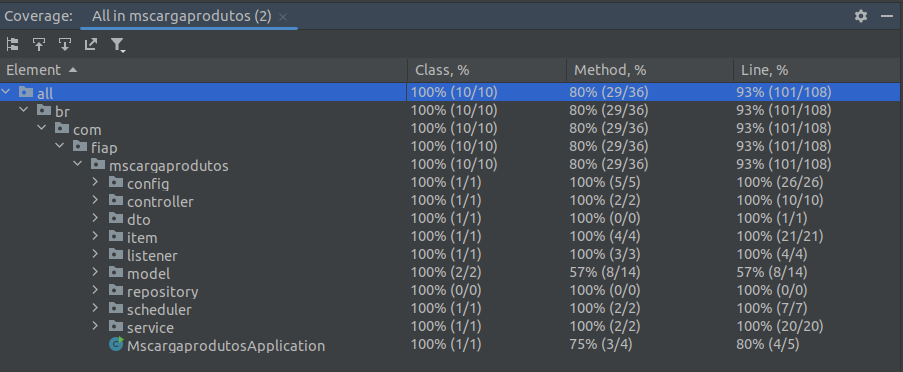 Coverage: All in mscargaprodutos (2) ×
Element Class, % Method, % Line, %
all 100% (10/10) 80% (29/36) 93% (101/108)
br 100% (10/10) 80% (29/36) 93% (101/108)
com 100% (10/10) 80% (29/36) 93% (101/108)
fiap 100% (10/10) 80% (29/36) 93% (101/108)
mscargaprodutos 100% (10/10) 80% (29/36) 93% (101/108)
config 100% (1/1) 100% (5/5) 100% (26/26)
controller 100% (1/1) 100% (2/2) 100% (10/10)
dto 100% (1/1) 100% (0/0) 100% (1/1)
item 100% (1/1) 100% (4/4) 100% (21/21)
listener 100% (1/1) 100% (3/3) 100% (4/4)
model 100% (2/2) 57% (8/14) 57% (8/14)
repository 100% (0/0) 100% (0/0) 100% (0/0)
scheduler 100% (1/1) 100% (2/2) 100% (7/7)
service 100% (1/1) 100% (2/2) 100% (20/20)
MscargaprodutosApplication 100% (1/1) 75% (3/4) 80% (4/5)